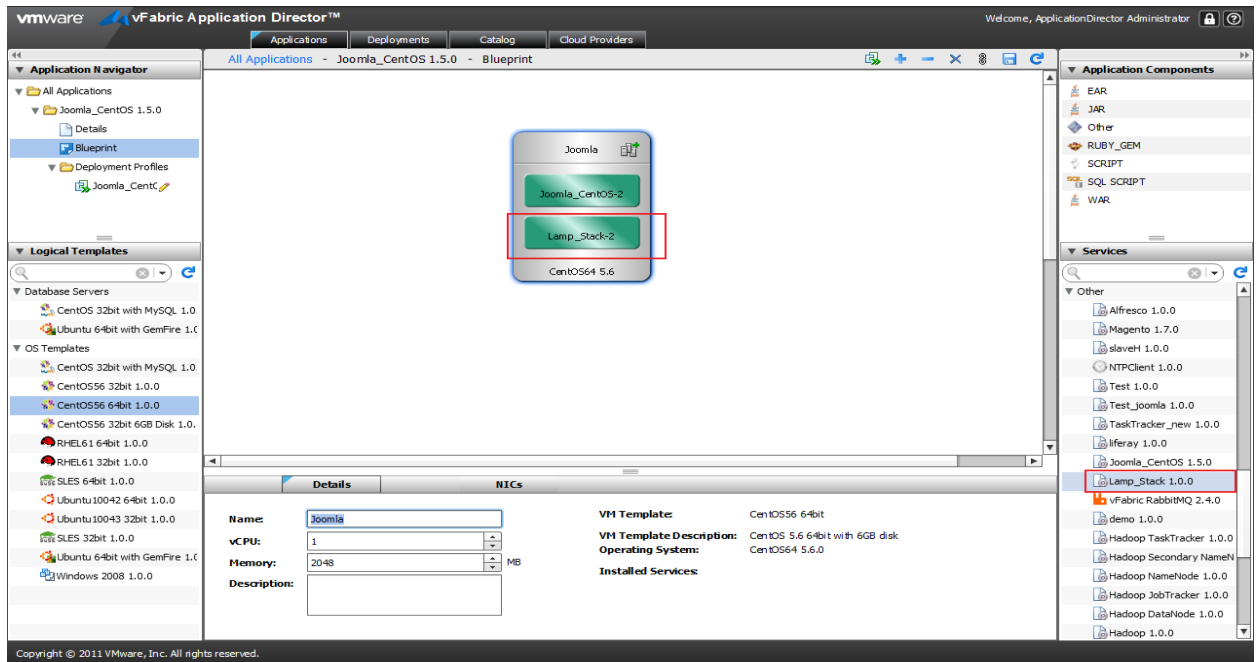 vmware vFabric Application Director™ Welcome, ApplicationDirector Administrator
Applications Deployments Catalog Cloud Providers
Application Navigator
All Applications
Joomla_CentOS 1.5.0
Details
Blueprint
Deployment Profiles
Joomla_CentC
Logical Templates
Database Servers
CentOS 32bit with MySQL 1.0
Ubuntu 64bit with GemFire 1.(
OS Templates
CentOS 32bit with MySQL 1.0
CentOS56 32bit 1.0.0
CentOS56 64bit 1.0.0
CentOS56 32bit 6GB Disk 1.0.
RHEL61 64bit 1.0.0
RHEL61 32bit 1.0.0
SLES 64bit 1.0.0
Ubuntu10042 64bit 1.0.0
Ubuntu10043 32bit 1.0.0
SLES 32bit 1.0.0
Ubuntu 64bit with GemFire 1.(
Windows 2008 1.0.0
All Applications - Joomla_CentOS 1.5.0 - Blueprint
Joomla
Joomla_CentOS-2
Lamp_Stack-2
CentOS64 5.6
Details NICs
Name: Joomla
vCPU: 1
Memory: 2048 MB
Description:
VM Template: CentOS56 64bit
VM Template Description: CentOS 5.6 64bit with 6GB disk
Operating System: CentOS64 5.6.0
Installed Services:
Application Components
EAR
JAR
Other
RUBY_GEM
SCRIPT
SQL SCRIPT
WAR
Services
Other
Alfresco 1.0.0
Magento 1.7.0
slaveH 1.0.0
NTPClient 1.0.0
Test 1.0.0
Test_joomla 1.0.0
TaskTracker_new 1.0.0
liferay 1.0.0
Joomla_CentOS 1.5.0
Lamp_Stack 1.0.0
vFabric RabbitMQ 2.4.0
demo 1.0.0
Hadoop TaskTracker 1.0.0
Hadoop Secondary NameN
Hadoop NameNode 1.0.0
Hadoop JobTracker 1.0.0
Hadoop DataNode 1.0.0
Hadoop 1.0.0
Copyright © 2011 VMware, Inc. All rights reserved.